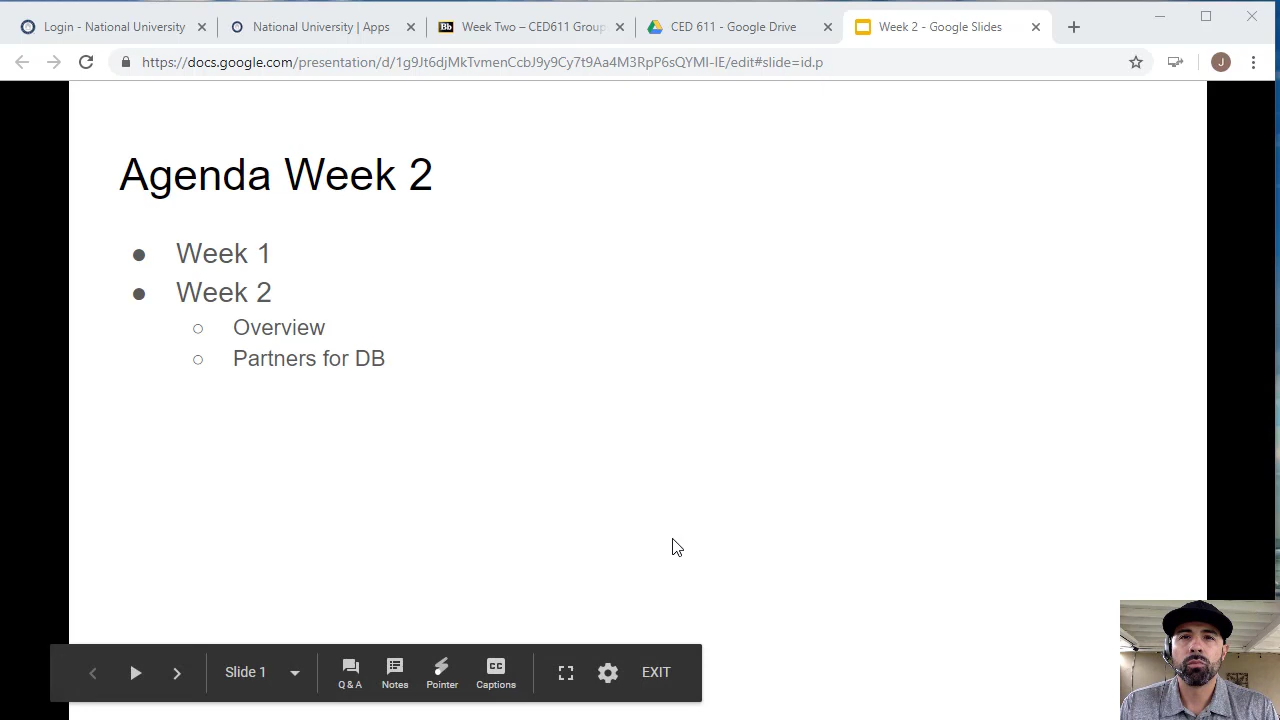 Login - National University
National University | Apps
Bb Week Two – CED611 Group
CED 611 - Google Drive
Week 2 - Google Slides
https://docs.google.com/presentation/d/1g9Jt6djMkTvmenCcbJ9y9Cy7t9Aa4M3RpP6sQYMI-IE/edit#slide=id.p
J
Agenda Week 2
● Week 1
● Week 2
○ Overview
○ Partners for DB
Slide 1
Q & A
Notes
Pointer
CC
Captions
EXIT